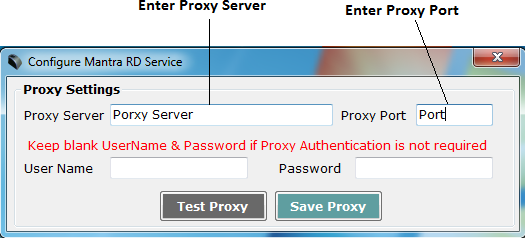 Enter Proxy Server
Enter Proxy Port
Configure Mantra RD Service
Proxy Settings
Proxy Server Porxy Server Proxy Port Port
Keep blank UserName & Password if Proxy Authentication is not required
User Name Password
Test Proxy Save Proxy